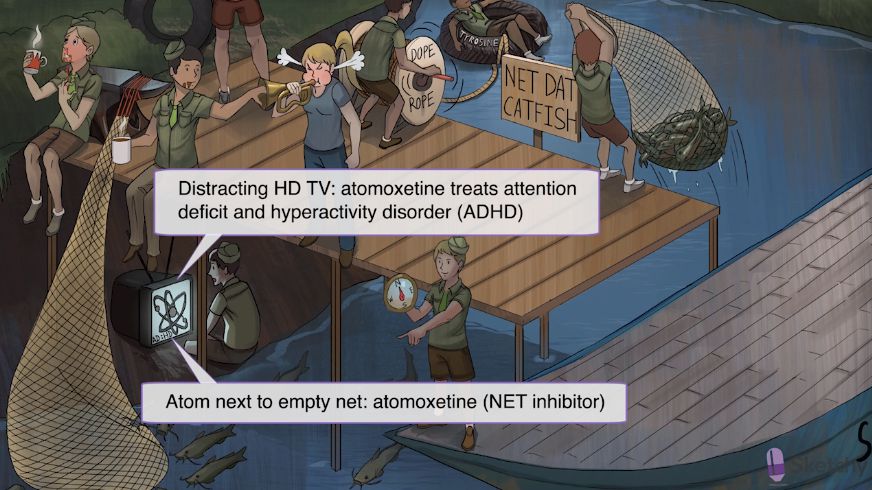 TYROSINE
DOPE
ROPE
NET DAT
CATFISH
Distracting HD TV: atomoxetine treats attention
deficit and hyperactivity disorder (ADHD)
ADHD
Atom next to empty net: atomoxetine (NET inhibitor)
S
Sketchy